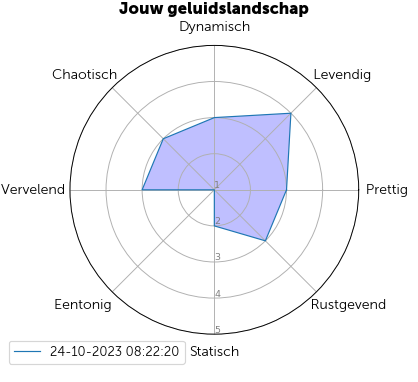 Jouw geluidslandschap
Dynamisch
Chaotisch
Levendig
Vervelend
1
Prettig
2
3
4
Eentonig
Rustgevend
5
24-10-2023 08:22:20
Statisch